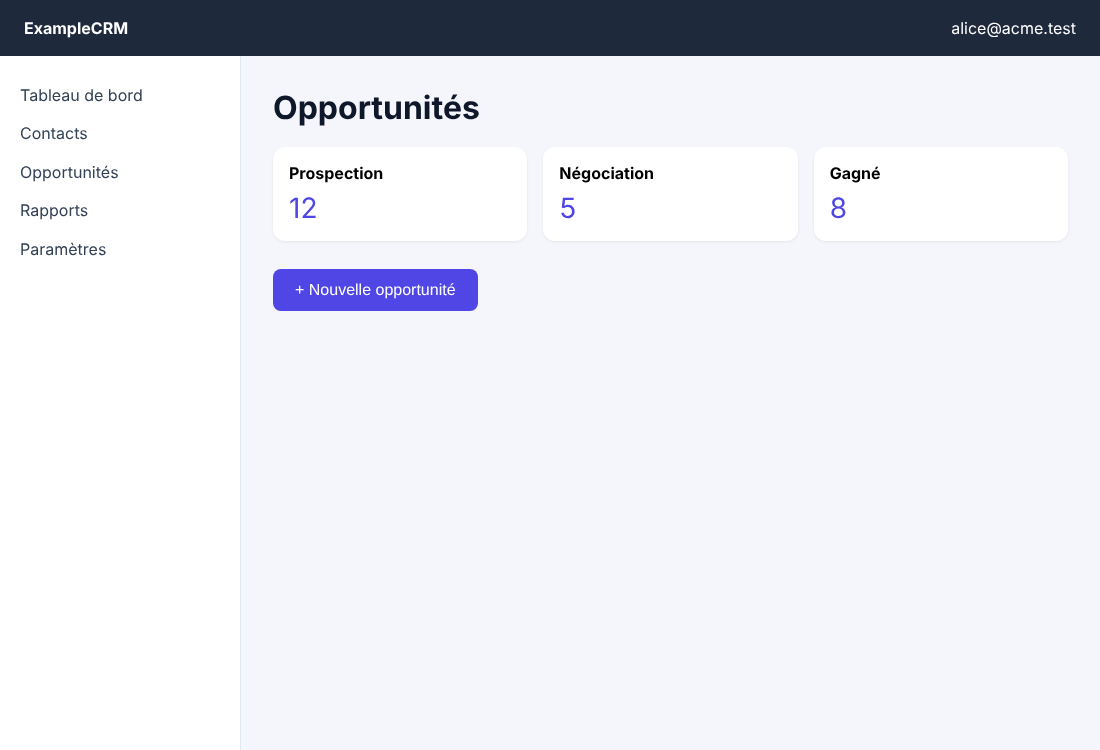 ExampleCRM
alice@acme.test
Tableau de bord
Contacts
Opportunités
Rapports
Paramètres
Opportunités
Prospection
12
Négociation
5
Gagné
8
+ Nouvelle opportunité